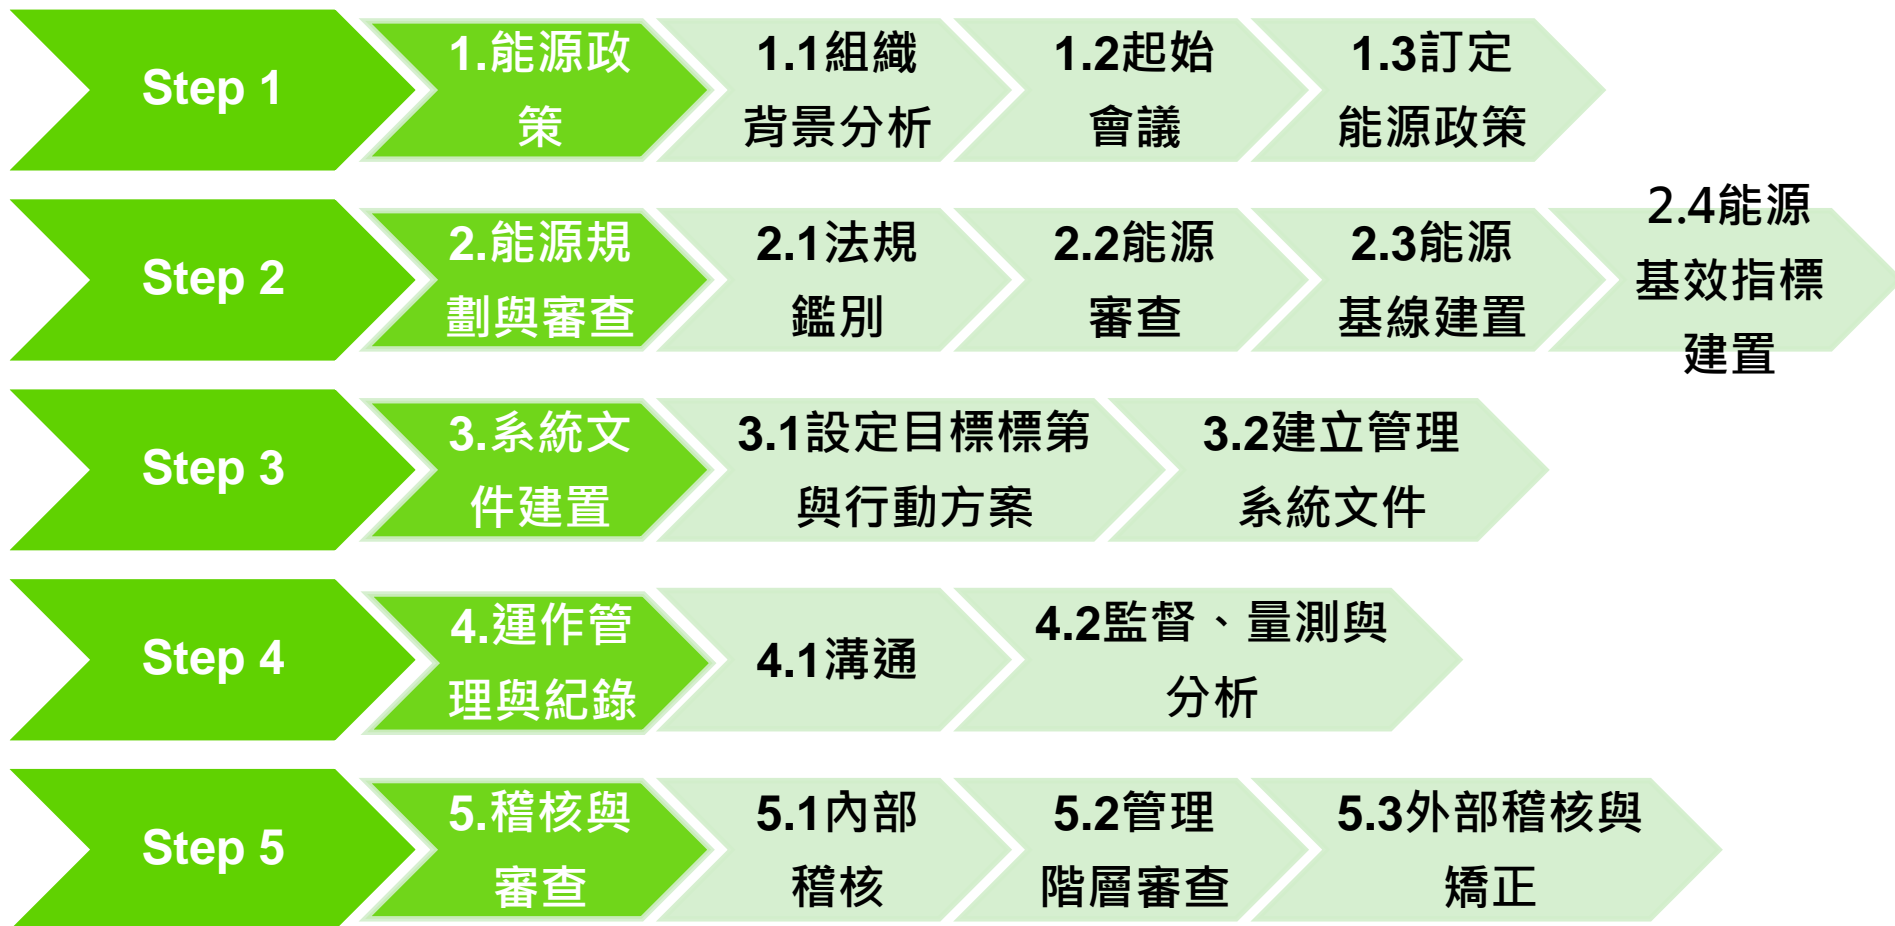 Step 1
1.能源政
策
1.1組織
背景分析
1.2起始
會議
1.3訂定
能源政策
Step 2
2.能源規
劃與審查
2.1法規
鑑別
2.2能源
審查
2.3能源
基線建置
2.4能源
基效指標
建置
Step 3
3.系統文
件建置
3.1設定目標標第
與行動方案
3.2建立管理
系統文件
Step 4
4.運作管
理與紀錄
4.1溝通
4.2監督、量測與
分析
Step 5
5.稽核與
審查
5.1內部
稽核
5.2管理
階層審查
5.3外部稽核與
矯正